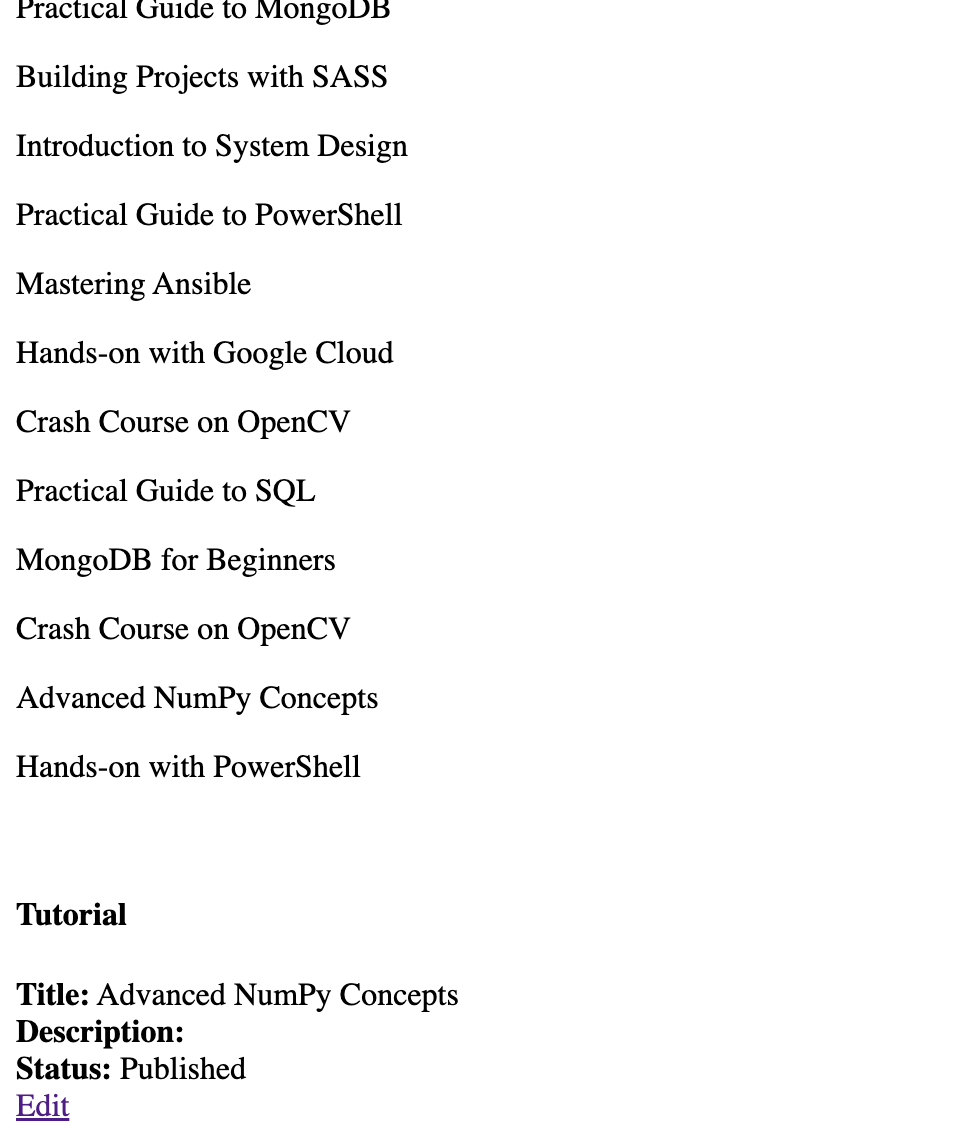 Practical Guide to MongoDB
Building Projects with SASS
Introduction to System Design
Practical Guide to PowerShell
Mastering Ansible
Hands-on with Google Cloud
Crash Course on OpenCV
Practical Guide to SQL
MongoDB for Beginners
Crash Course on OpenCV
Advanced NumPy Concepts
Hands-on with PowerShell
Tutorial
Title: Advanced NumPy Concepts
Description:
Status: Published
Edit